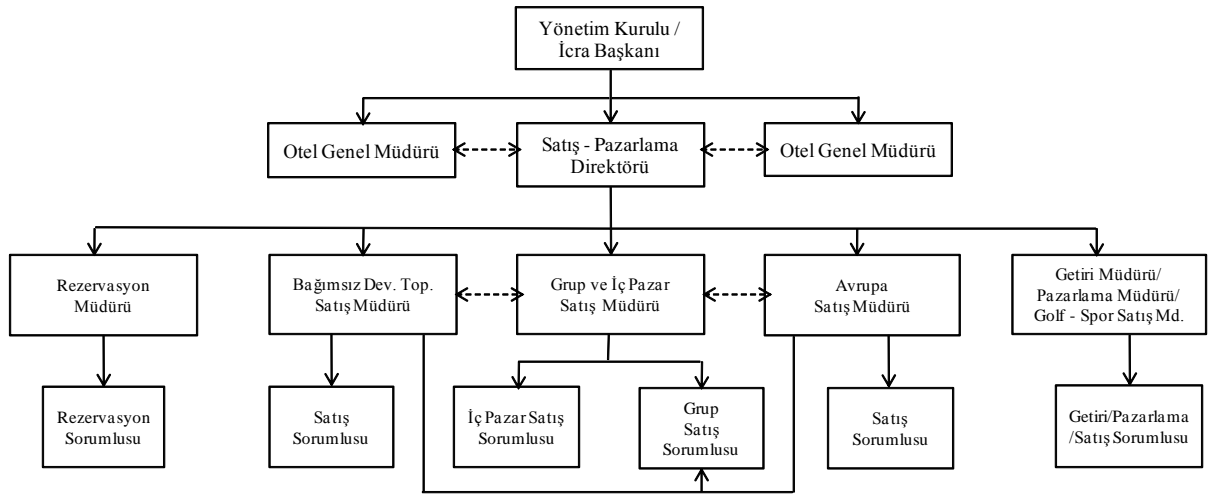 Yönetim Kurulu /
İcra Başkanı
Otel Genel Müdürü
Satış - Pazarlama
Direktörü
Otel Genel Müdürü
Rezervasyon
Müdürü
Bağımsız Dev. Top.
Satış Müdürü
Grup ve İç Pazar
Satış Müdürü
Avrupa
Satış Müdürü
Getiri Müdürü/
Pazarlama Müdürü/
Golf - Spor Satış Md.
Rezervasyon
Sorumlusu
Satış
Sorumlusu
İç Pazar Satış
Sorumlusu
Grup
Satış
Sorumlusu
Satış
Sorumlusu
Getiri/Pazarlama
/Satış Sorumlusu